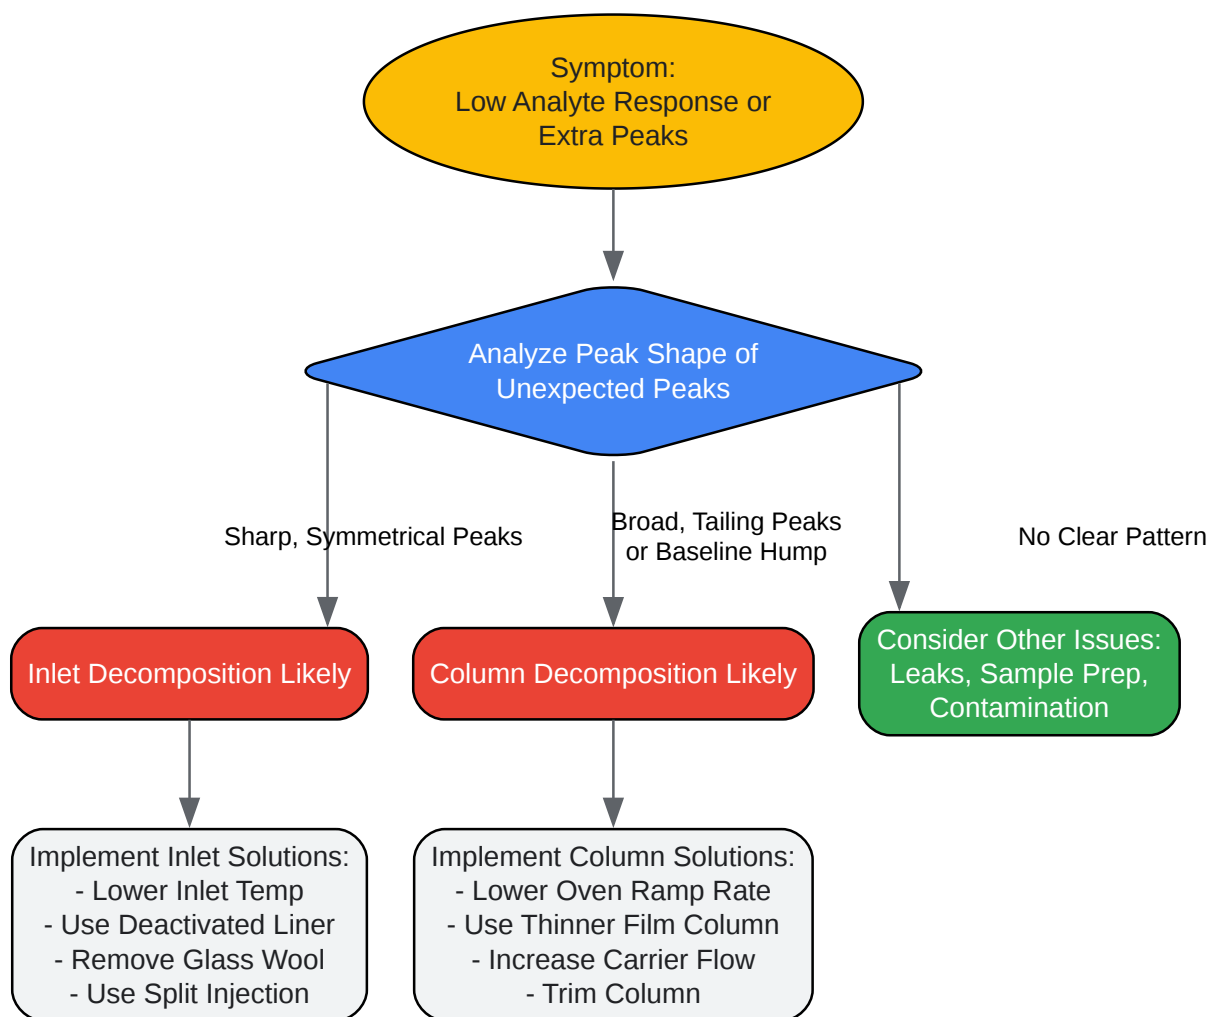 Symptom:
Low Analyte Response or
Extra Peaks
Analyze Peak Shape of
Unexpected Peaks
Sharp, Symmetrical Peaks
Broad, Tailing Peaks
or Baseline Hump
No Clear Pattern
Inlet Decomposition Likely
Column Decomposition Likely
Consider Other Issues:
Leaks, Sample Prep,
Contamination
Implement Inlet Solutions:
- Lower Inlet Temp
- Use Deactivated Liner
- Remove Glass Wool
- Use Split Injection
Implement Column Solutions:
- Lower Oven Ramp Rate
- Use Thinner Film Column
- Increase Carrier Flow
- Trim Column